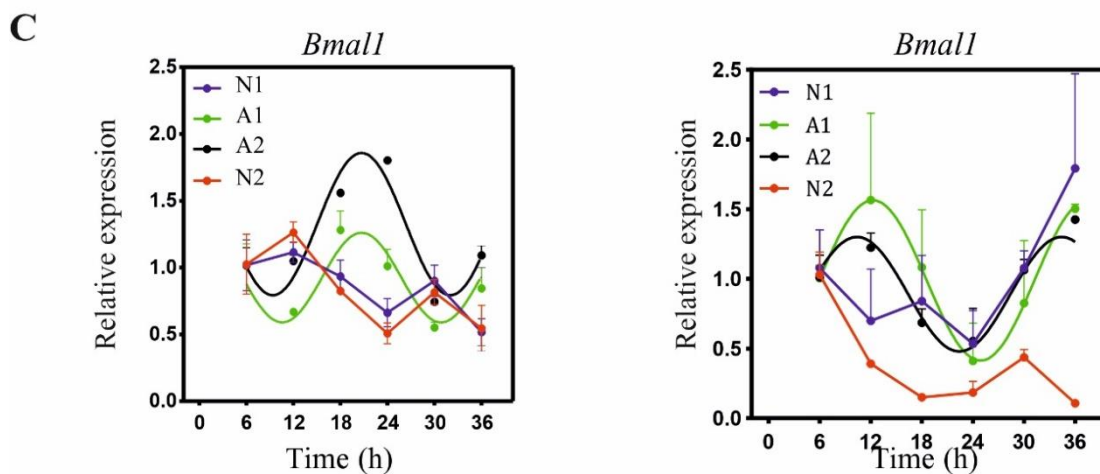 C
Bmal1
2.5
2.0
1.5
1.0
0.5
0.0
Relative expression
N1
A1
A2
N2
0 6 12 18 24 30 36
Time (h)
Bmal1
2.5
2.0
1.5
1.0
0.5
0.0
Relative expression
N1
A1
A2
N2
0 6 12 18 24 30 36
Time (h)